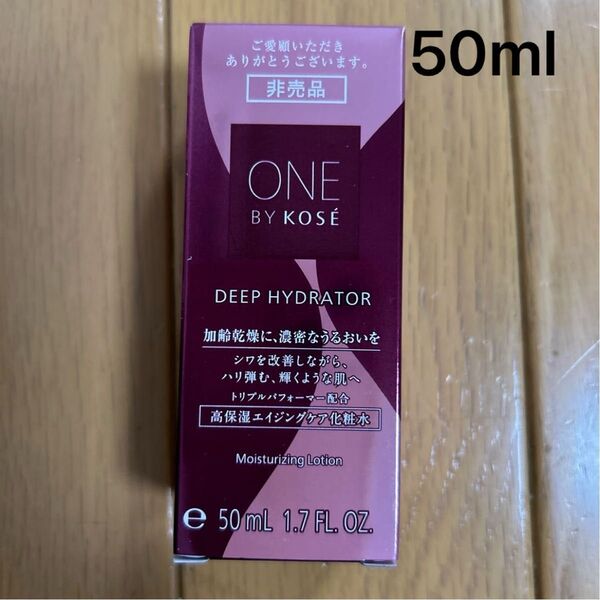 50ml
ご愛顧いただき
ありがとうございます。
非売品
ONE
BY KOSÉ
DEEP HYDRATOR
加齢乾燥に、濃密なうるおいを
シワを改善しながら、
ハリ弾む、輝くような肌へ
トリプルパフォーマー配合
高保湿エイジングケア化粧水
Moisturizing Lotion
e 50 mL 1.7 FL. OZ.